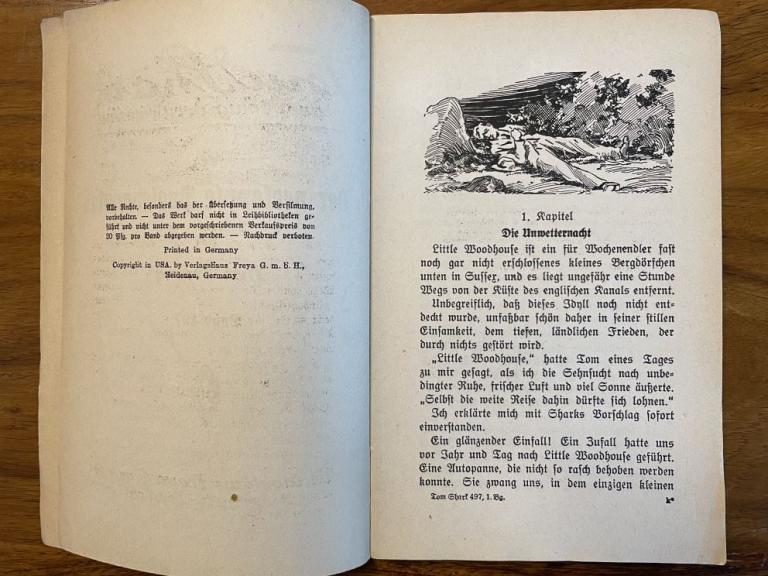 Alle Rechte, besonders das der Übersetzung und Verfilmung,
vorbehalten. — Das Werk darf nicht in Leihbibliotheken ge-
führt und nicht unter dem vorgeschriebenen Verkaufspreis von
20 Pfg. pro Band abgegeben werden. — Nachdruck verboten.
Printed in Germany
Copyright in USA. by VerlagsHaus Freya G. m. b. H.,
Heidenau, Germany
1. Kapitel
Die Unwetternacht
Little Woodhouse ist ein für Wochenendler fast
noch gar nicht erschlossenes kleines Bergdörfchen
unten in Sussex, und es liegt ungefähr eine Stunde
Wegs von der Küste des englischen Kanals entfernt.
Unbegreiflich, daß dieses Idyll noch nicht ent-
deckt wurde, unfaßbar schön daher in seiner stillen
Einsamkeit, dem tiefen, ländlichen Frieden, der
durch nichts gestört wird.
„Little Woodhouse,“ hatte Tom eines Tages
zu mir gesagt, als ich die Sehnsucht nach unbe-
dingter Ruhe, frischer Luft und viel Sonne äußerte.
„Selbst die weite Reise dahin dürfte sich lohnen.“
Ich erklärte mich mit Sharks Vorschlag sofort
einverstanden.
Ein glänzender Einfall! Ein Zufall hatte uns
vor Jahr und Tag nach Little Woodhouse geführt.
Eine Autopanne, die nicht so rasch behoben werden
konnte. Sie zwang uns, in dem einzigen kleinen
Tom Shark 497, 1. Bg.